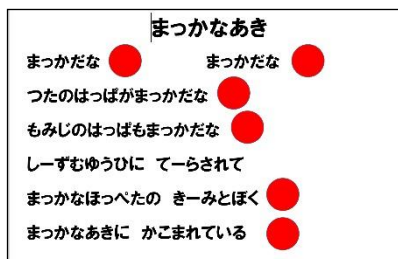 まっかなあき
まっかだな　まっかだな
つたのはっぱがまっかだな
もみじのはっぱもまっかだな
しーずむゆうひに　てーらされて
まっかなほっぺたの　きーみとぼく
まっかなあきに　かこまれている